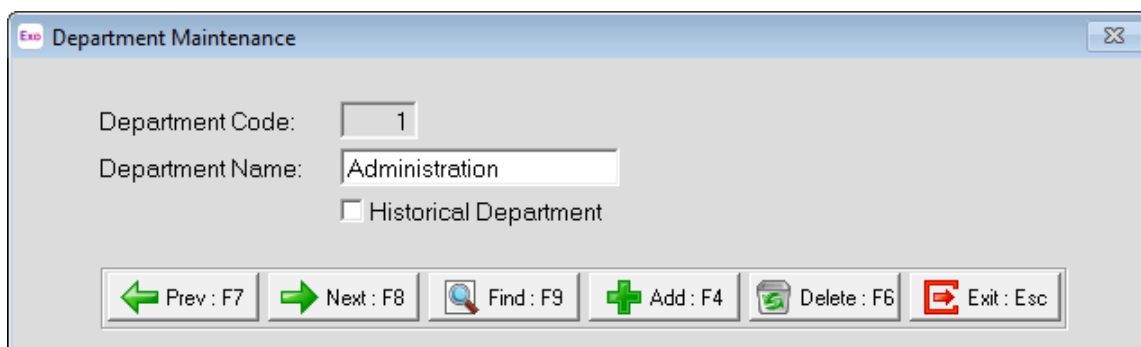 Exo Department Maintenance
Department Code: 1
Department Name: Administration
Historical Department
Prev : F7 Next : F8 Find : F9 Add : F4 Delete : F6 Exit : Esc